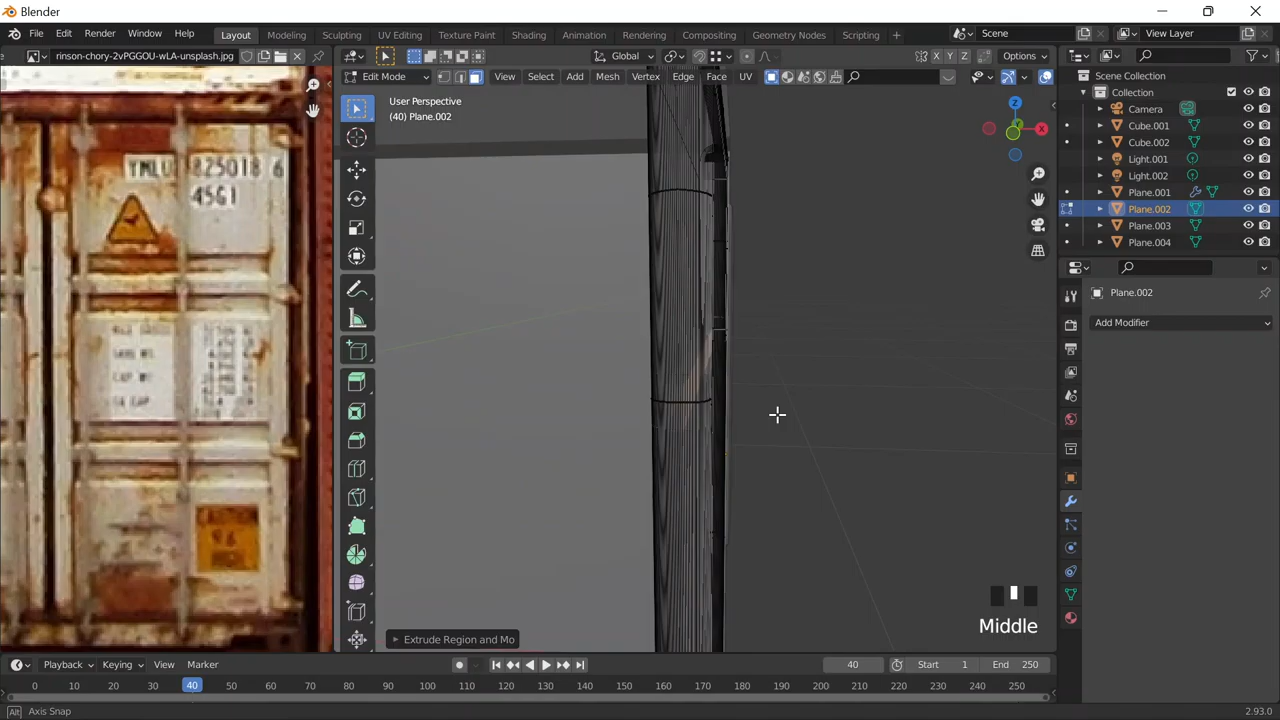 Blender
File Edit Render Window Help
Layout Modeling Sculpting UV Editing Texture Paint Shading Animation Rendering Compositing Geometry Nodes Scripting +
Scene
View Layer
rinson-chory-2vPGGOU-wLA-unsplash.jpg
Global
X Y Z
Options
Edit Mode
View Select Add Mesh Vertex Edge Face UV
User Perspective
(40) Plane.002
Z
X
YMLU 825018 6
45G1
CAUTION
Scene Collection
Collection
Camera
Cube.001
Cube.002
Light.001
Light.002
Plane.001
Plane.002
Plane.003
Plane.004
Plane.002
Add Modifier
Middle
Extrude Region and Mo
Playback Keying View Marker
40
Start 1
End 250
0 10 20 30 40 50 60 70 80 90 100 110 120 130 140 150 160 170 180 190 200 210 220 230 240 250
Alt Axis Snap
2.93.0